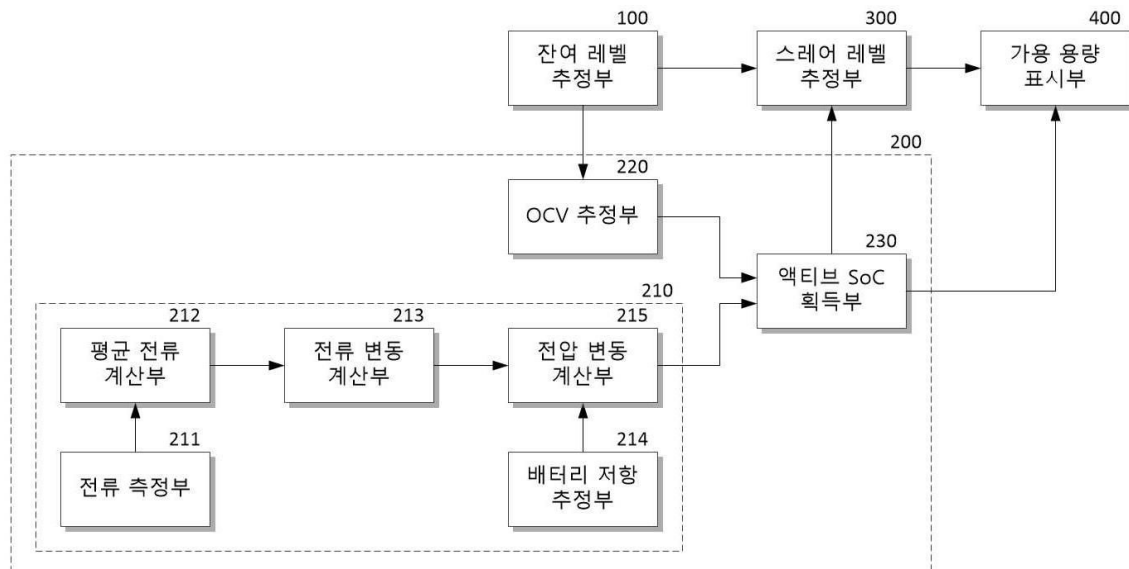 100
잔여 레벨
추정부
300
스레어 레벨
추정부
400
가용 용량
표시부
200
220
OCV 추정부
230
액티브 SoC
획득부
210
212
평균 전류
계산부
213
전류 변동
계산부
215
전압 변동
계산부
211
전류 측정부
214
배터리 저항
추정부